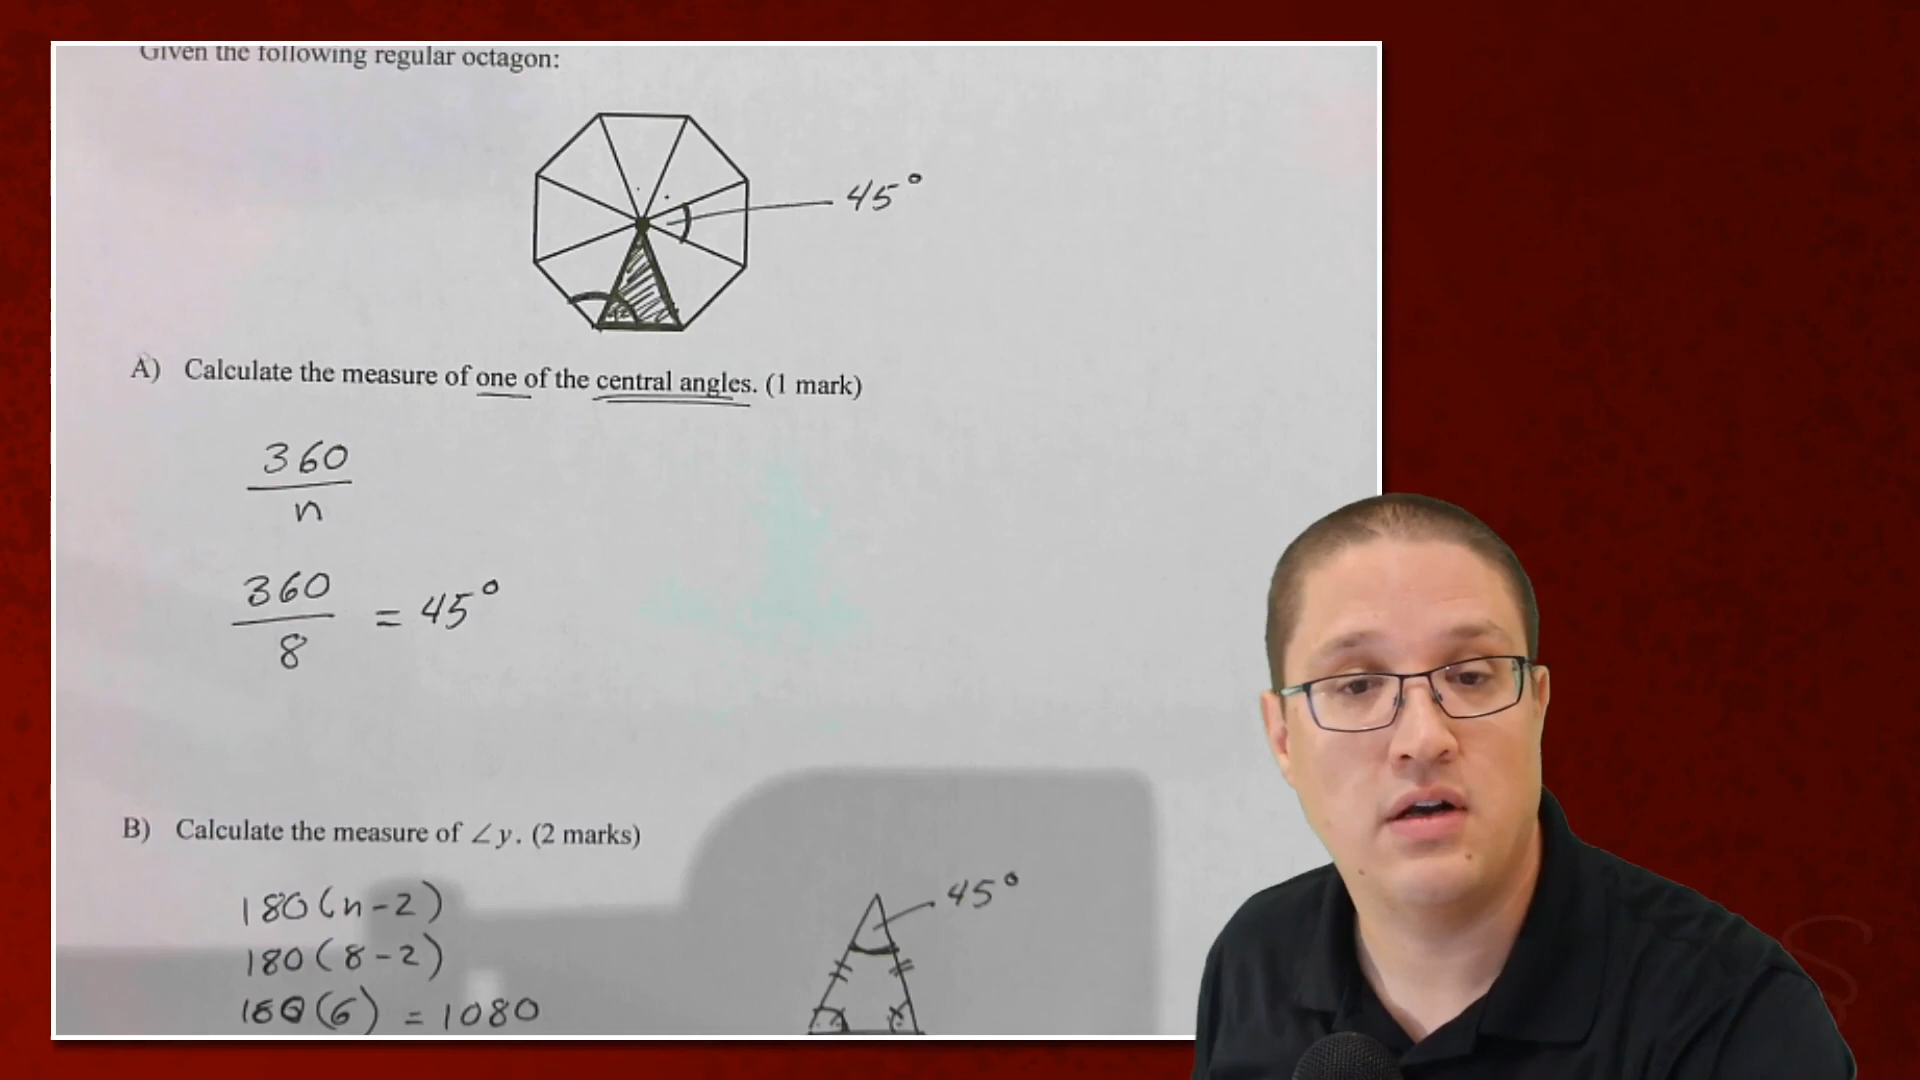 Given the following regular octagon:
45°
A) Calculate the measure of one of the central angles. (1 mark)
360
n
360
8
= 45°
B) Calculate the measure of ∠y. (2 marks)
180(n-2)
45°
180(8-2)
180(6) = 1080